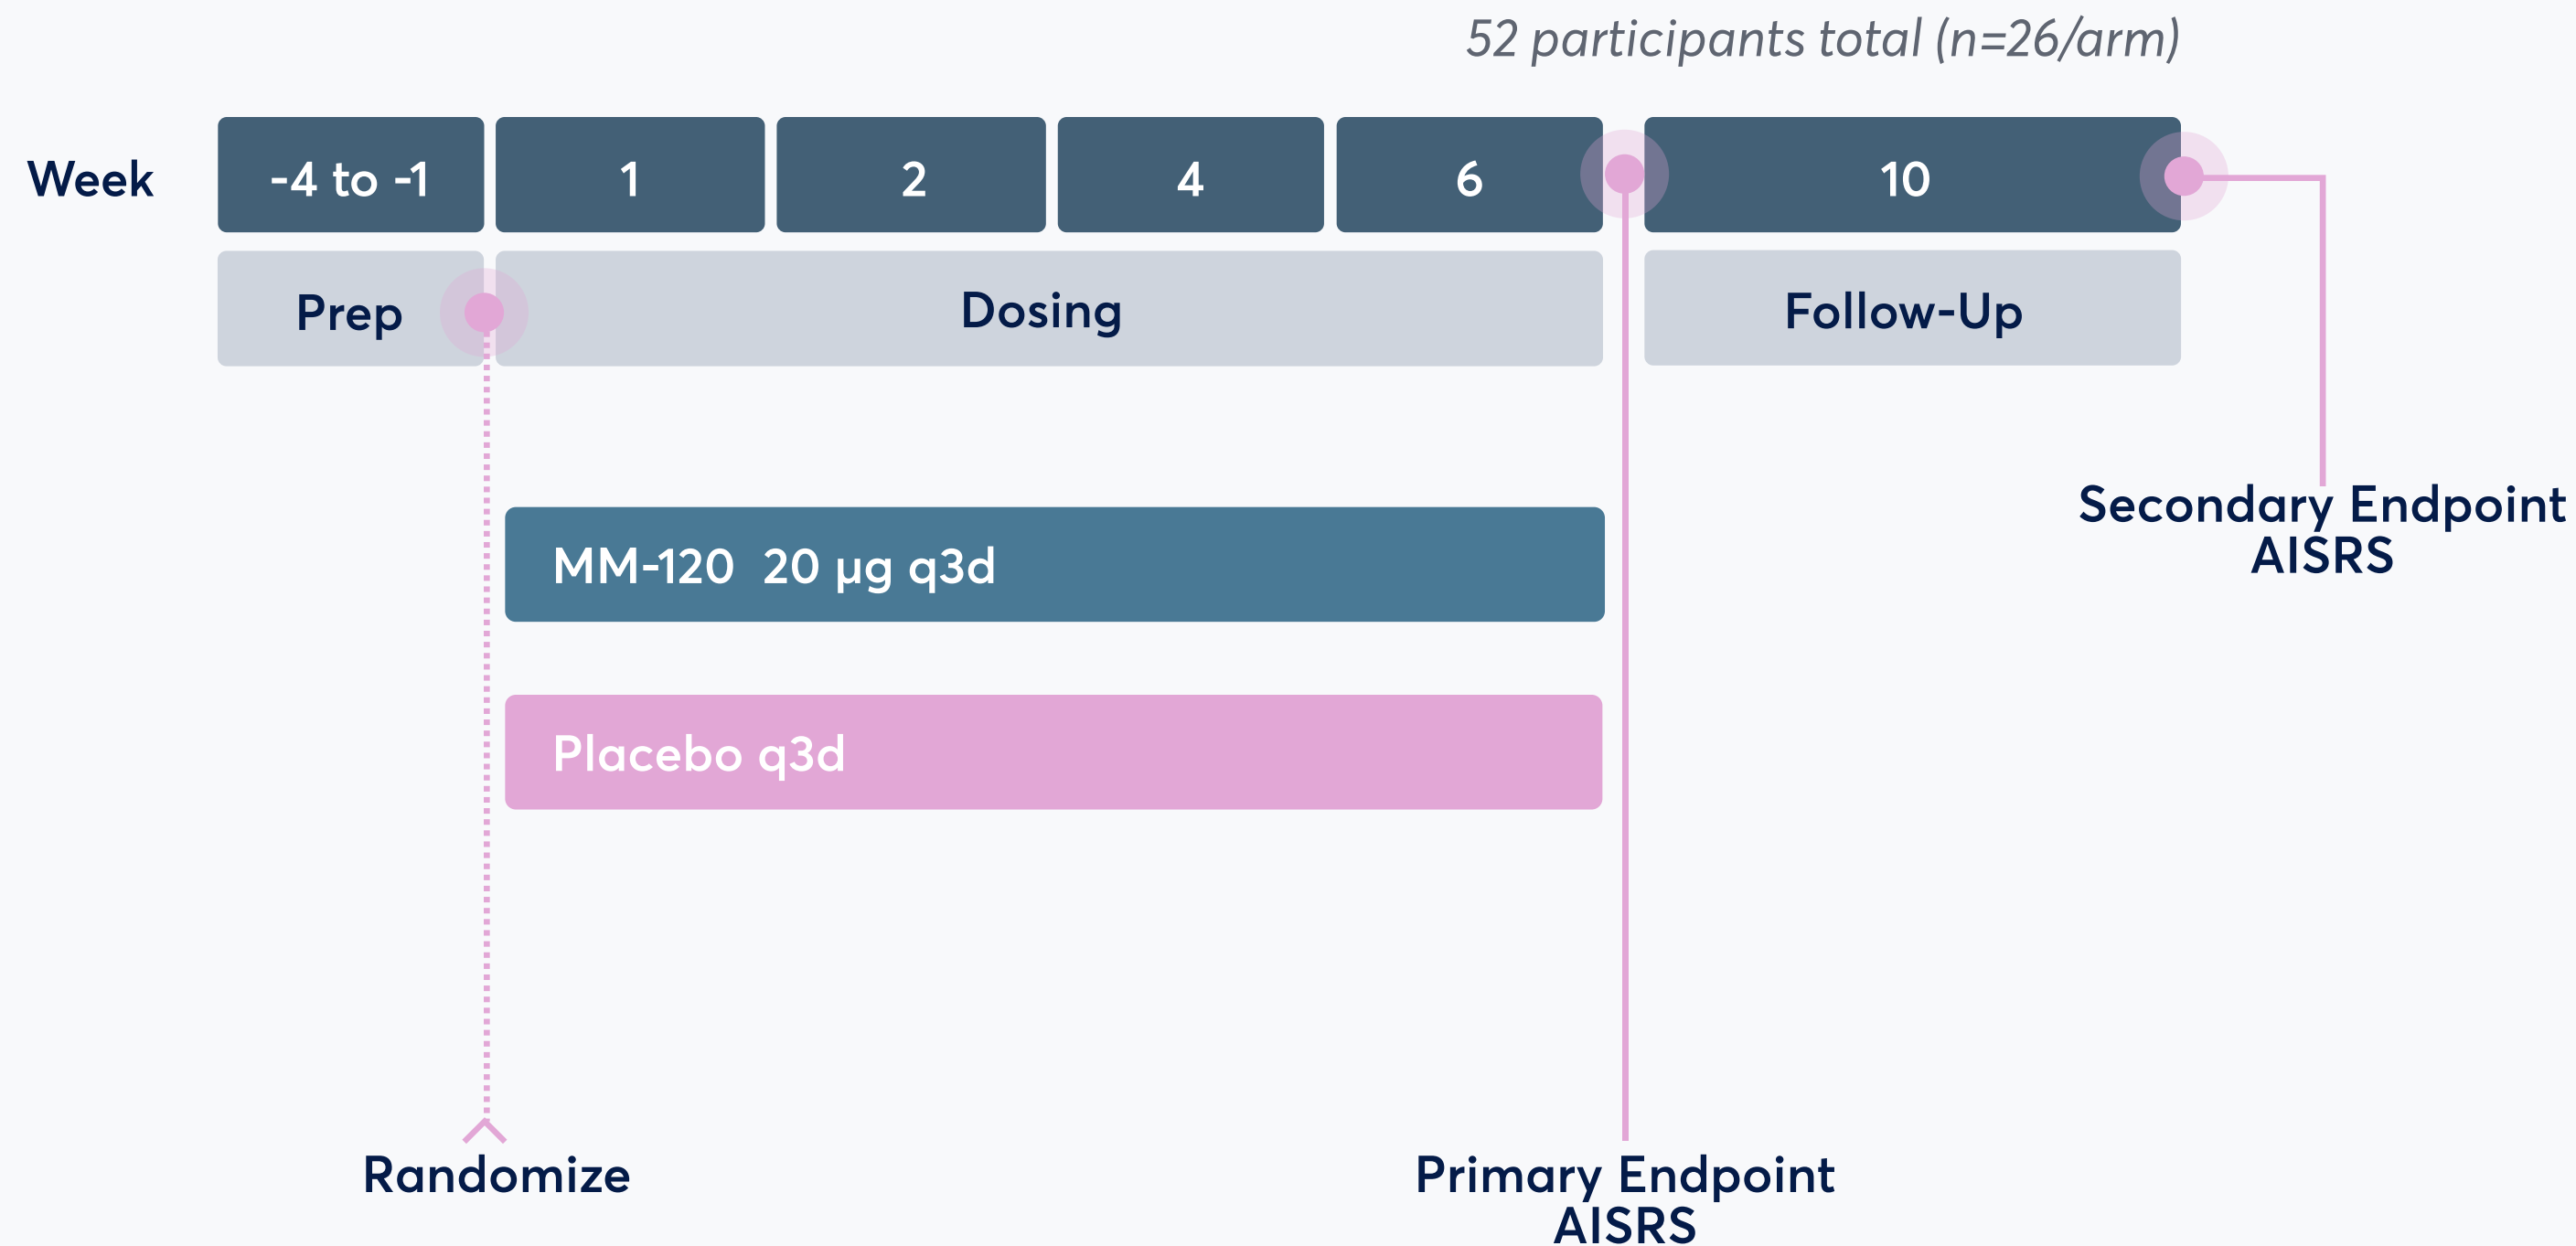 52 participants total (n=26/arm)
Week -4 to -1 1 2 4 6 10
Prep Dosing Follow-Up
Secondary Endpoint
AISRS
MM-120 20 µg q3d
Placebo q3d
Randomize
Primary Endpoint
AISRS